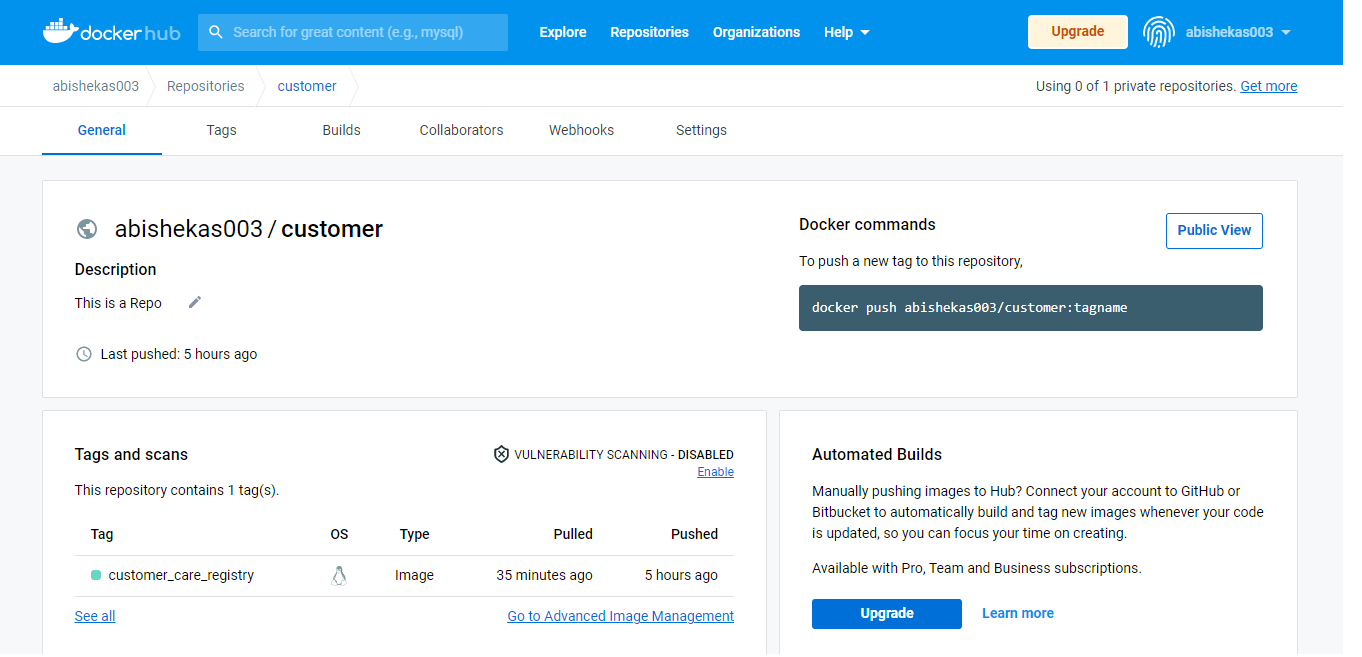 docker hub
Search for great content (e.g., mysql)
Explore
Repositories
Organizations
Help
Upgrade
abishekas003
abishekas003
Repositories
customer
Using 0 of 1 private repositories. Get more
General
Tags
Builds
Collaborators
Webhooks
Settings
abishekas003 / customer
Description
This is a Repo
Last pushed: 5 hours ago
Docker commands
Public View
To push a new tag to this repository,
docker push abishekas003/customer:tagname
Tags and scans
VULNERABILITY SCANNING - DISABLED
Enable
This repository contains 1 tag(s).
Tag OS Type Pulled Pushed
customer_care_registry Image 35 minutes ago 5 hours ago
See all
Go to Advanced Image Management
Automated Builds
Manually pushing images to Hub? Connect your account to GitHub or
Bitbucket to automatically build and tag new images whenever your code
is updated, so you can focus your time on creating.
Available with Pro, Team and Business subscriptions.
Upgrade
Learn more